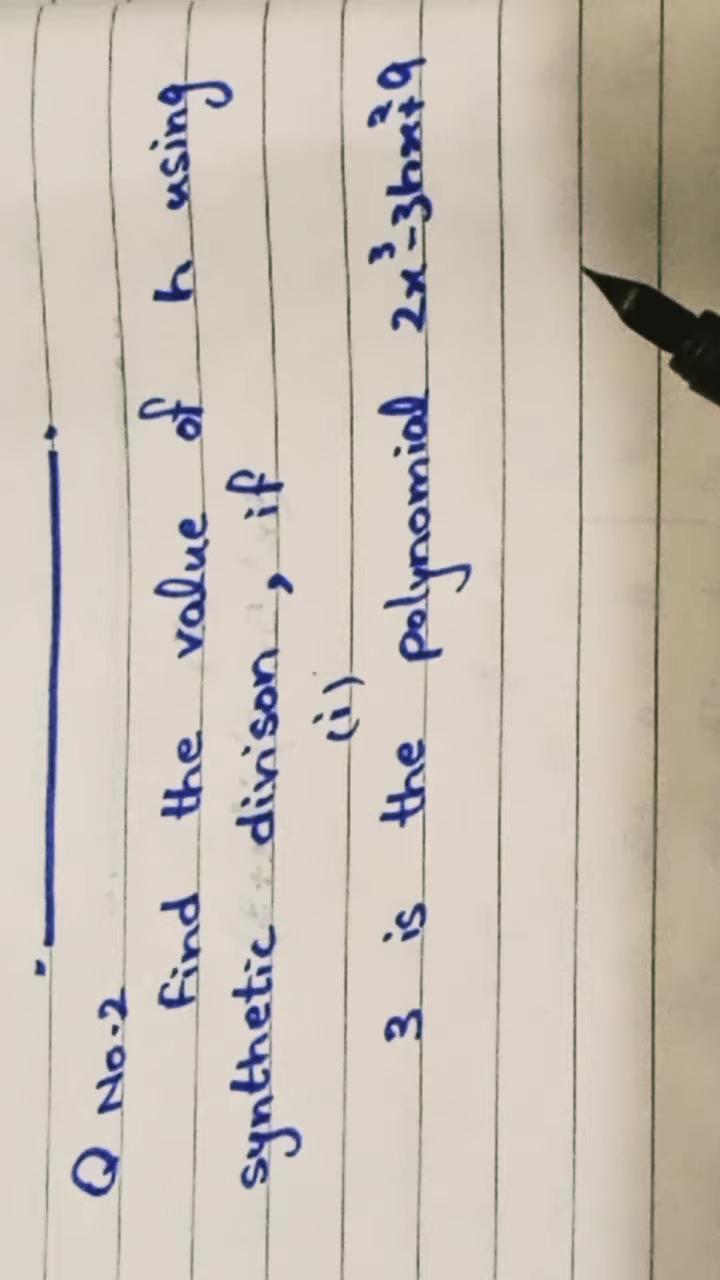 Q No.2
Find the value of h using
synthetic divison, if
(i)
3 is the polynomial 2x³-3hx²+9